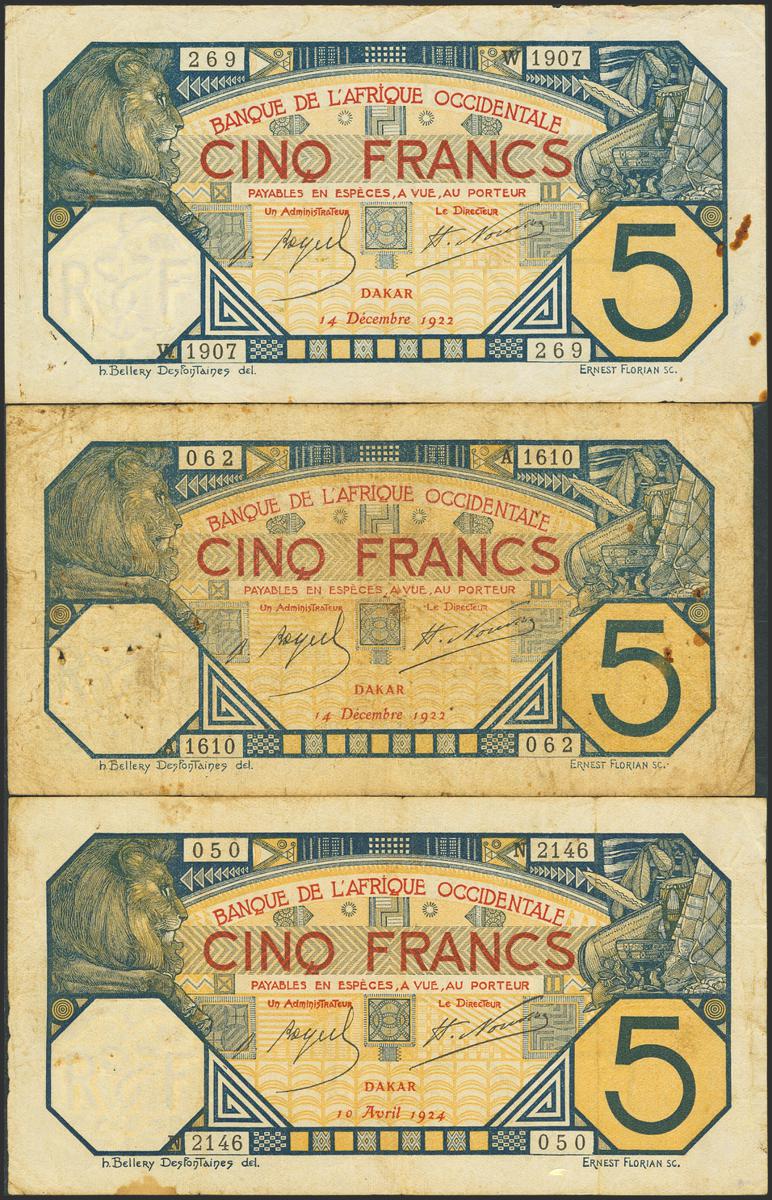 269 W 1907
BANQUE DE L'AFRIQUE OCCIDENTALE
CINQ FRANCS
PAYABLES EN ESPÈCES, A VUE, AU PORTEUR
Un Administrateur Le Directeur
5
DAKAR
14 Décembre 1922
W 1907 269
h. Bellery Desfontaines del. ERNEST FLORIAN SC.
062 A 1610
BANQUE DE L'AFRIQUE OCCIDENTALE
CINQ FRANCS
PAYABLES EN ESPÈCES, A VUE, AU PORTEUR
Un Administrateur Le Directeur
5
DAKAR
14 Décembre 1922
A 1610 062
h. Bellery Desfontaines del. ERNEST FLORIAN SC.
050 N 2146
BANQUE DE L'AFRIQUE OCCIDENTALE
CINQ FRANCS
PAYABLES EN ESPÈCES, A VUE, AU PORTEUR
Un Administrateur Le Directeur
5
DAKAR
10 Avril 1924
N 2146 050
h. Bellery Desfontaines del. ERNEST FLORIAN SC.